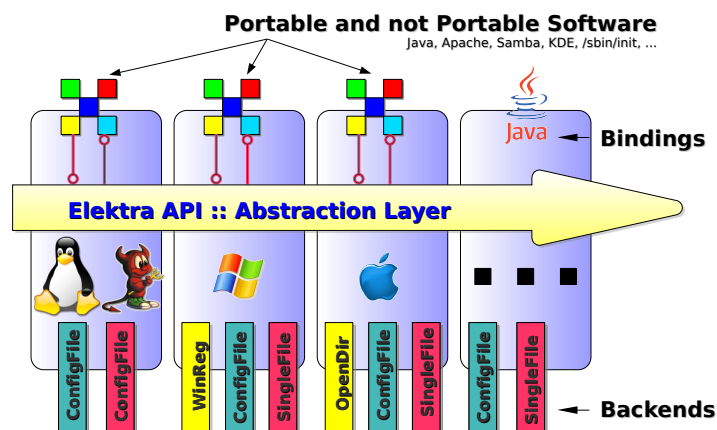 Portable and not Portable Software
Java, Apache, Samba, KDE, /sbin/init, ...
Java
Bindings
Elektra API :: Abstraction Layer
ConfigFile
ConfigFile
WinReg
ConfigFile
SingleFile
OpenDir
ConfigFile
SingleFile
ConfigFile
SingleFile
Backends